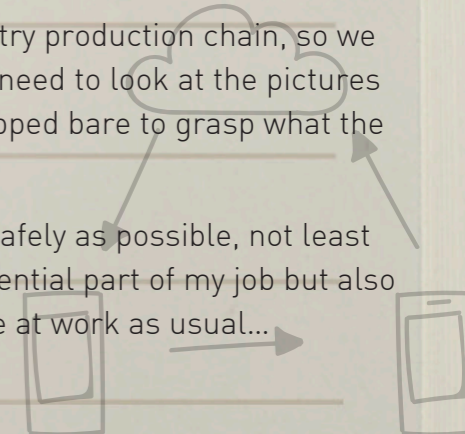 try production chain, so we
need to look at the pictures
pped bare to grasp what the
afely as possible, not least
ential part of my job but also
e at work as usual...